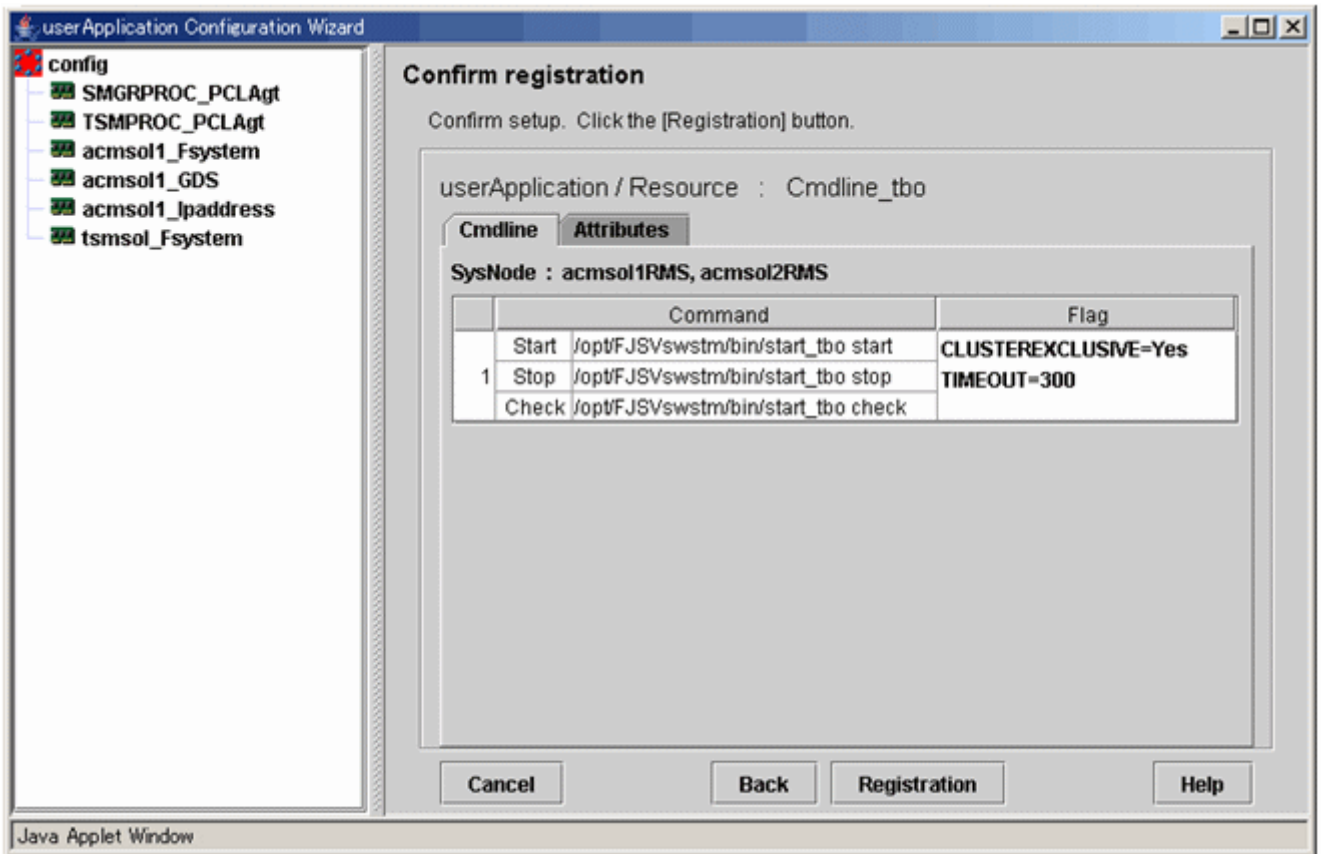 userApplication Configuration Wizard
config
SMGRPROC_PCLAgt
TSMPROC_PCLAgt
acmsol1_Fsystem
acmsol1_GDS
acmsol1_Ipaddress
tsmsol_Fsystem
Confirm registration
Confirm setup. Click the [Registration] button.
userApplication / Resource : Cmdline_tbo
Cmdline Attributes
SysNode : acmsol1RMS, acmsol2RMS
Command Flag
1
Start /opt/FJSVswstm/bin/start_tbo start
Stop /opt/FJSVswstm/bin/start_tbo stop
Check /opt/FJSVswstm/bin/start_tbo check
CLUSTEREXCLUSIVE=Yes
TIMEOUT=300
Cancel Back Registration Help
Java Applet Window